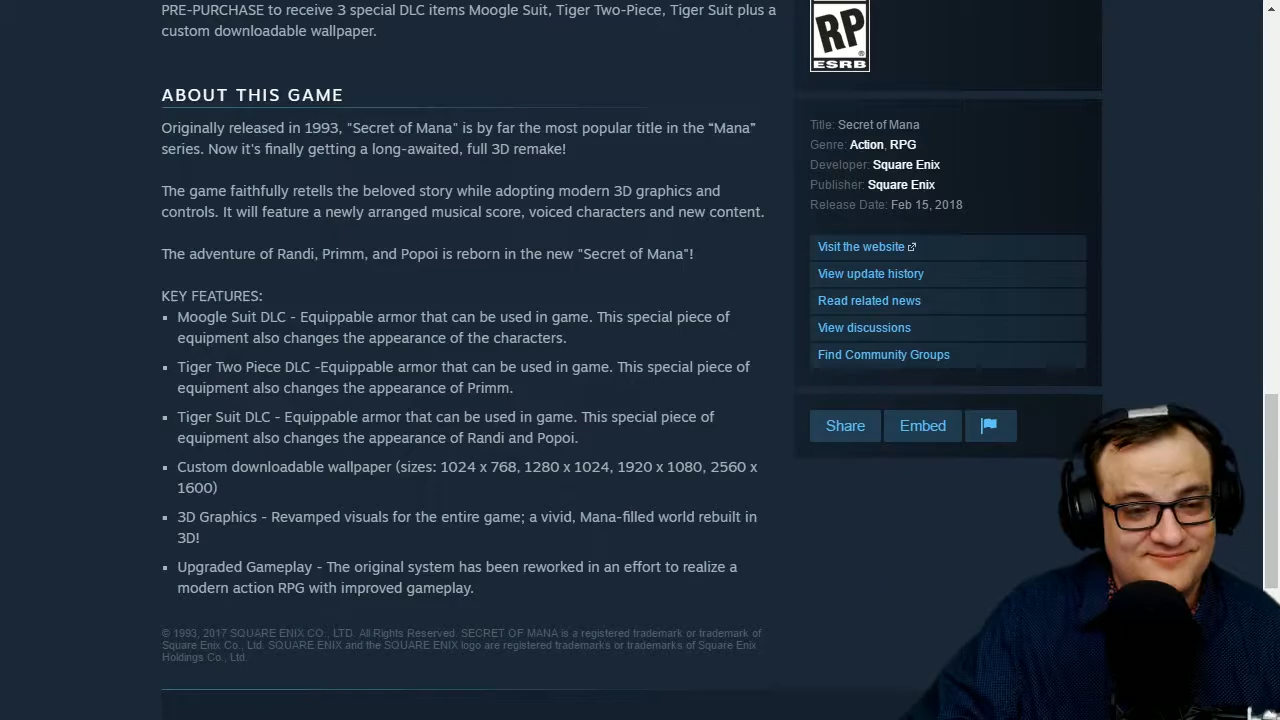 PRE-PURCHASE to receive 3 special DLC items Moogle Suit, Tiger Two-Piece, Tiger Suit plus a
custom downloadable wallpaper.
ABOUT THIS GAME
Originally released in 1993, "Secret of Mana" is by far the most popular title in the “Mana”
series. Now it’s finally getting a long-awaited, full 3D remake!
The game faithfully retells the beloved story while adopting modern 3D graphics and
controls. It will feature a newly arranged musical score, voiced characters and new content.
The adventure of Randi, Primm, and Popoi is reborn in the new "Secret of Mana"!
KEY FEATURES:
▪ Moogle Suit DLC - Equippable armor that can be used in game. This special piece of
equipment also changes the appearance of the characters.
▪ Tiger Two Piece DLC -Equippable armor that can be used in game. This special piece of
equipment also changes the appearance of Primm.
▪ Tiger Suit DLC - Equippable armor that can be used in game. This special piece of
equipment also changes the appearance of Randi and Popoi.
▪ Custom downloadable wallpaper (sizes: 1024 x 768, 1280 x 1024, 1920 x 1080, 2560 x
1600)
▪ 3D Graphics - Revamped visuals for the entire game; a vivid, Mana-filled world rebuilt in
3D!
▪ Upgraded Gameplay - The original system has been reworked in an effort to realize a
modern action RPG with improved gameplay.
© 1993, 2017 SQUARE ENIX CO., LTD. All Rights Reserved. SECRET OF MANA is a registered trademark or trademark of
Square Enix Co., Ltd. SQUARE ENIX and the SQUARE ENIX logo are registered trademarks or trademarks of Square Enix
Holdings Co., Ltd.
RP
ESRB
Title: Secret of Mana
Genre: Action, RPG
Developer: Square Enix
Publisher: Square Enix
Release Date: Feb 15, 2018
Visit the website
View update history
Read related news
View discussions
Find Community Groups
Share
Embed